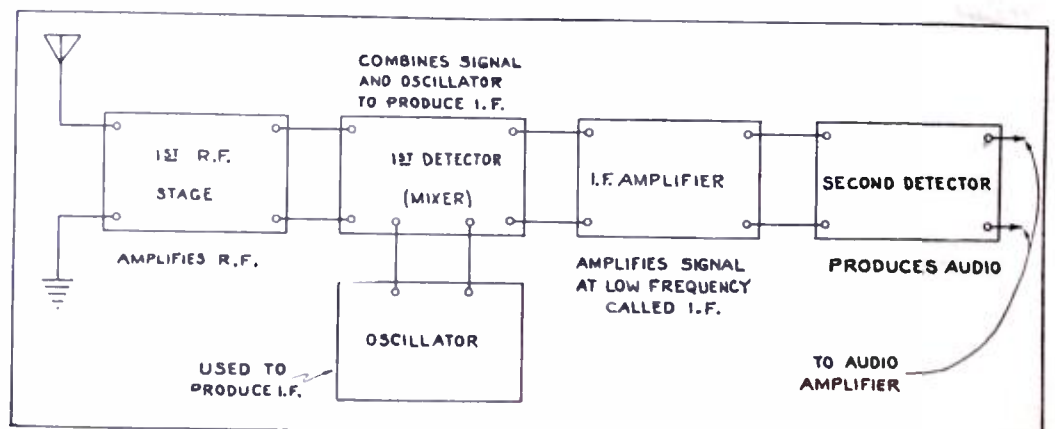 COMBINES SIGNAL
AND OSCILLATOR
TO PRODUCE I.F.
1ST R.F.
STAGE
AMPLIFIES R.F.
1ST DETECTOR
(MIXER)
I.F. AMPLIFIER
AMPLIFIES SIGNAL
AT LOW FREQUENCY
CALLED I.F.
SECOND DETECTOR
PRODUCES AUDIO
OSCILLATOR
USED TO
PRODUCE I.F.
TO AUDIO
AMPLIFIER